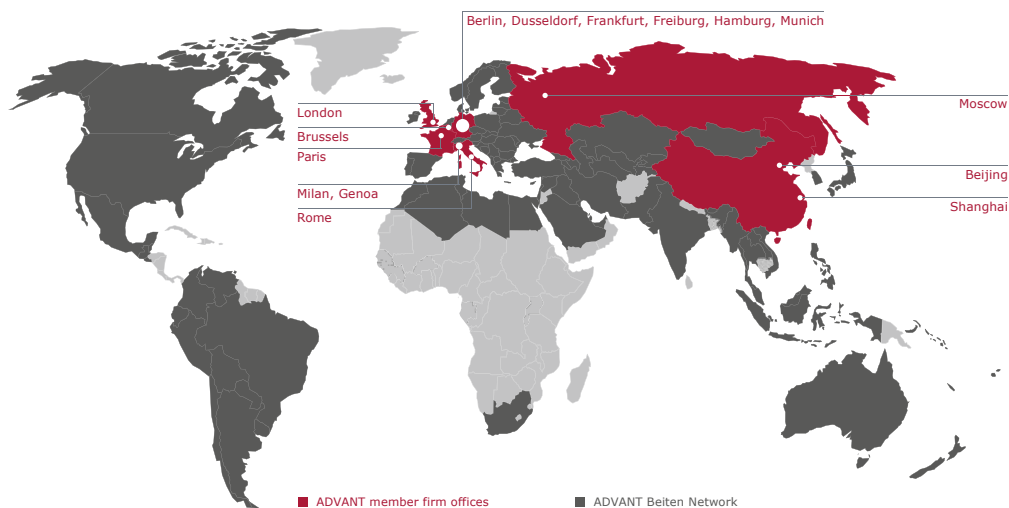 Berlin, Dusseldorf, Frankfurt, Freiburg, Hamburg, Munich
London
Brussels
Paris
Milan, Genoa
Rome
Moscow
Beijing
Shanghai
ADVANT member firm offices
ADVANT Beiten Network